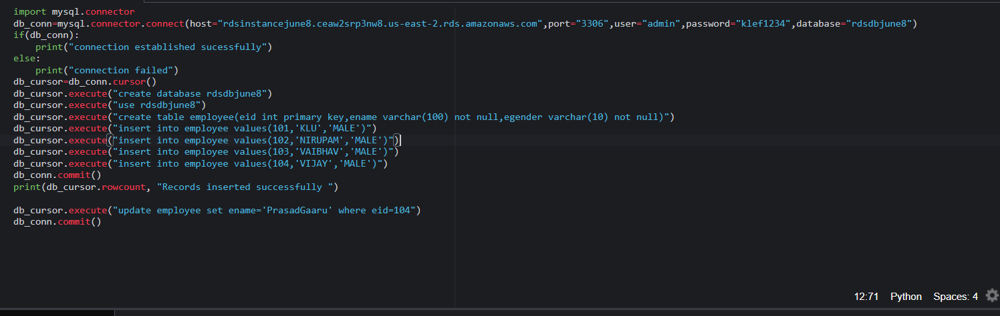 import mysql.connector
db_conn=mysql.connector.connect(host="rdsinstancejune8.ceaw2srp3nw8.us-east-2.rds.amazonaws.com",port="3306",user="admin",password="klef1234",database="rdsdbjune8")
if(db_conn):
    print("connection established sucessfully")
else:
    print("connection failed")
db_cursor=db_conn.cursor()
db_cursor.execute("create database rdsdbjune8")
db_cursor.execute("use rdsdbjune8")
db_cursor.execute("create table employee(eid int primary key,ename varchar(100) not null,egender varchar(10) not null)")
db_cursor.execute("insert into employee values(101,'KLU','MALE')")
db_cursor.execute("insert into employee values(102,'NIRUPAM','MALE')")
db_cursor.execute("insert into employee values(103,'VAIBHAV','MALE')")
db_cursor.execute("insert into employee values(104,'VIJAY','MALE')")
db_conn.commit()
print(db_cursor.rowcount, "Records inserted successfully ")

db_cursor.execute("update employee set ename='PrasadGaaru' where eid=104")
db_conn.commit()
12:71 Python Spaces: 4